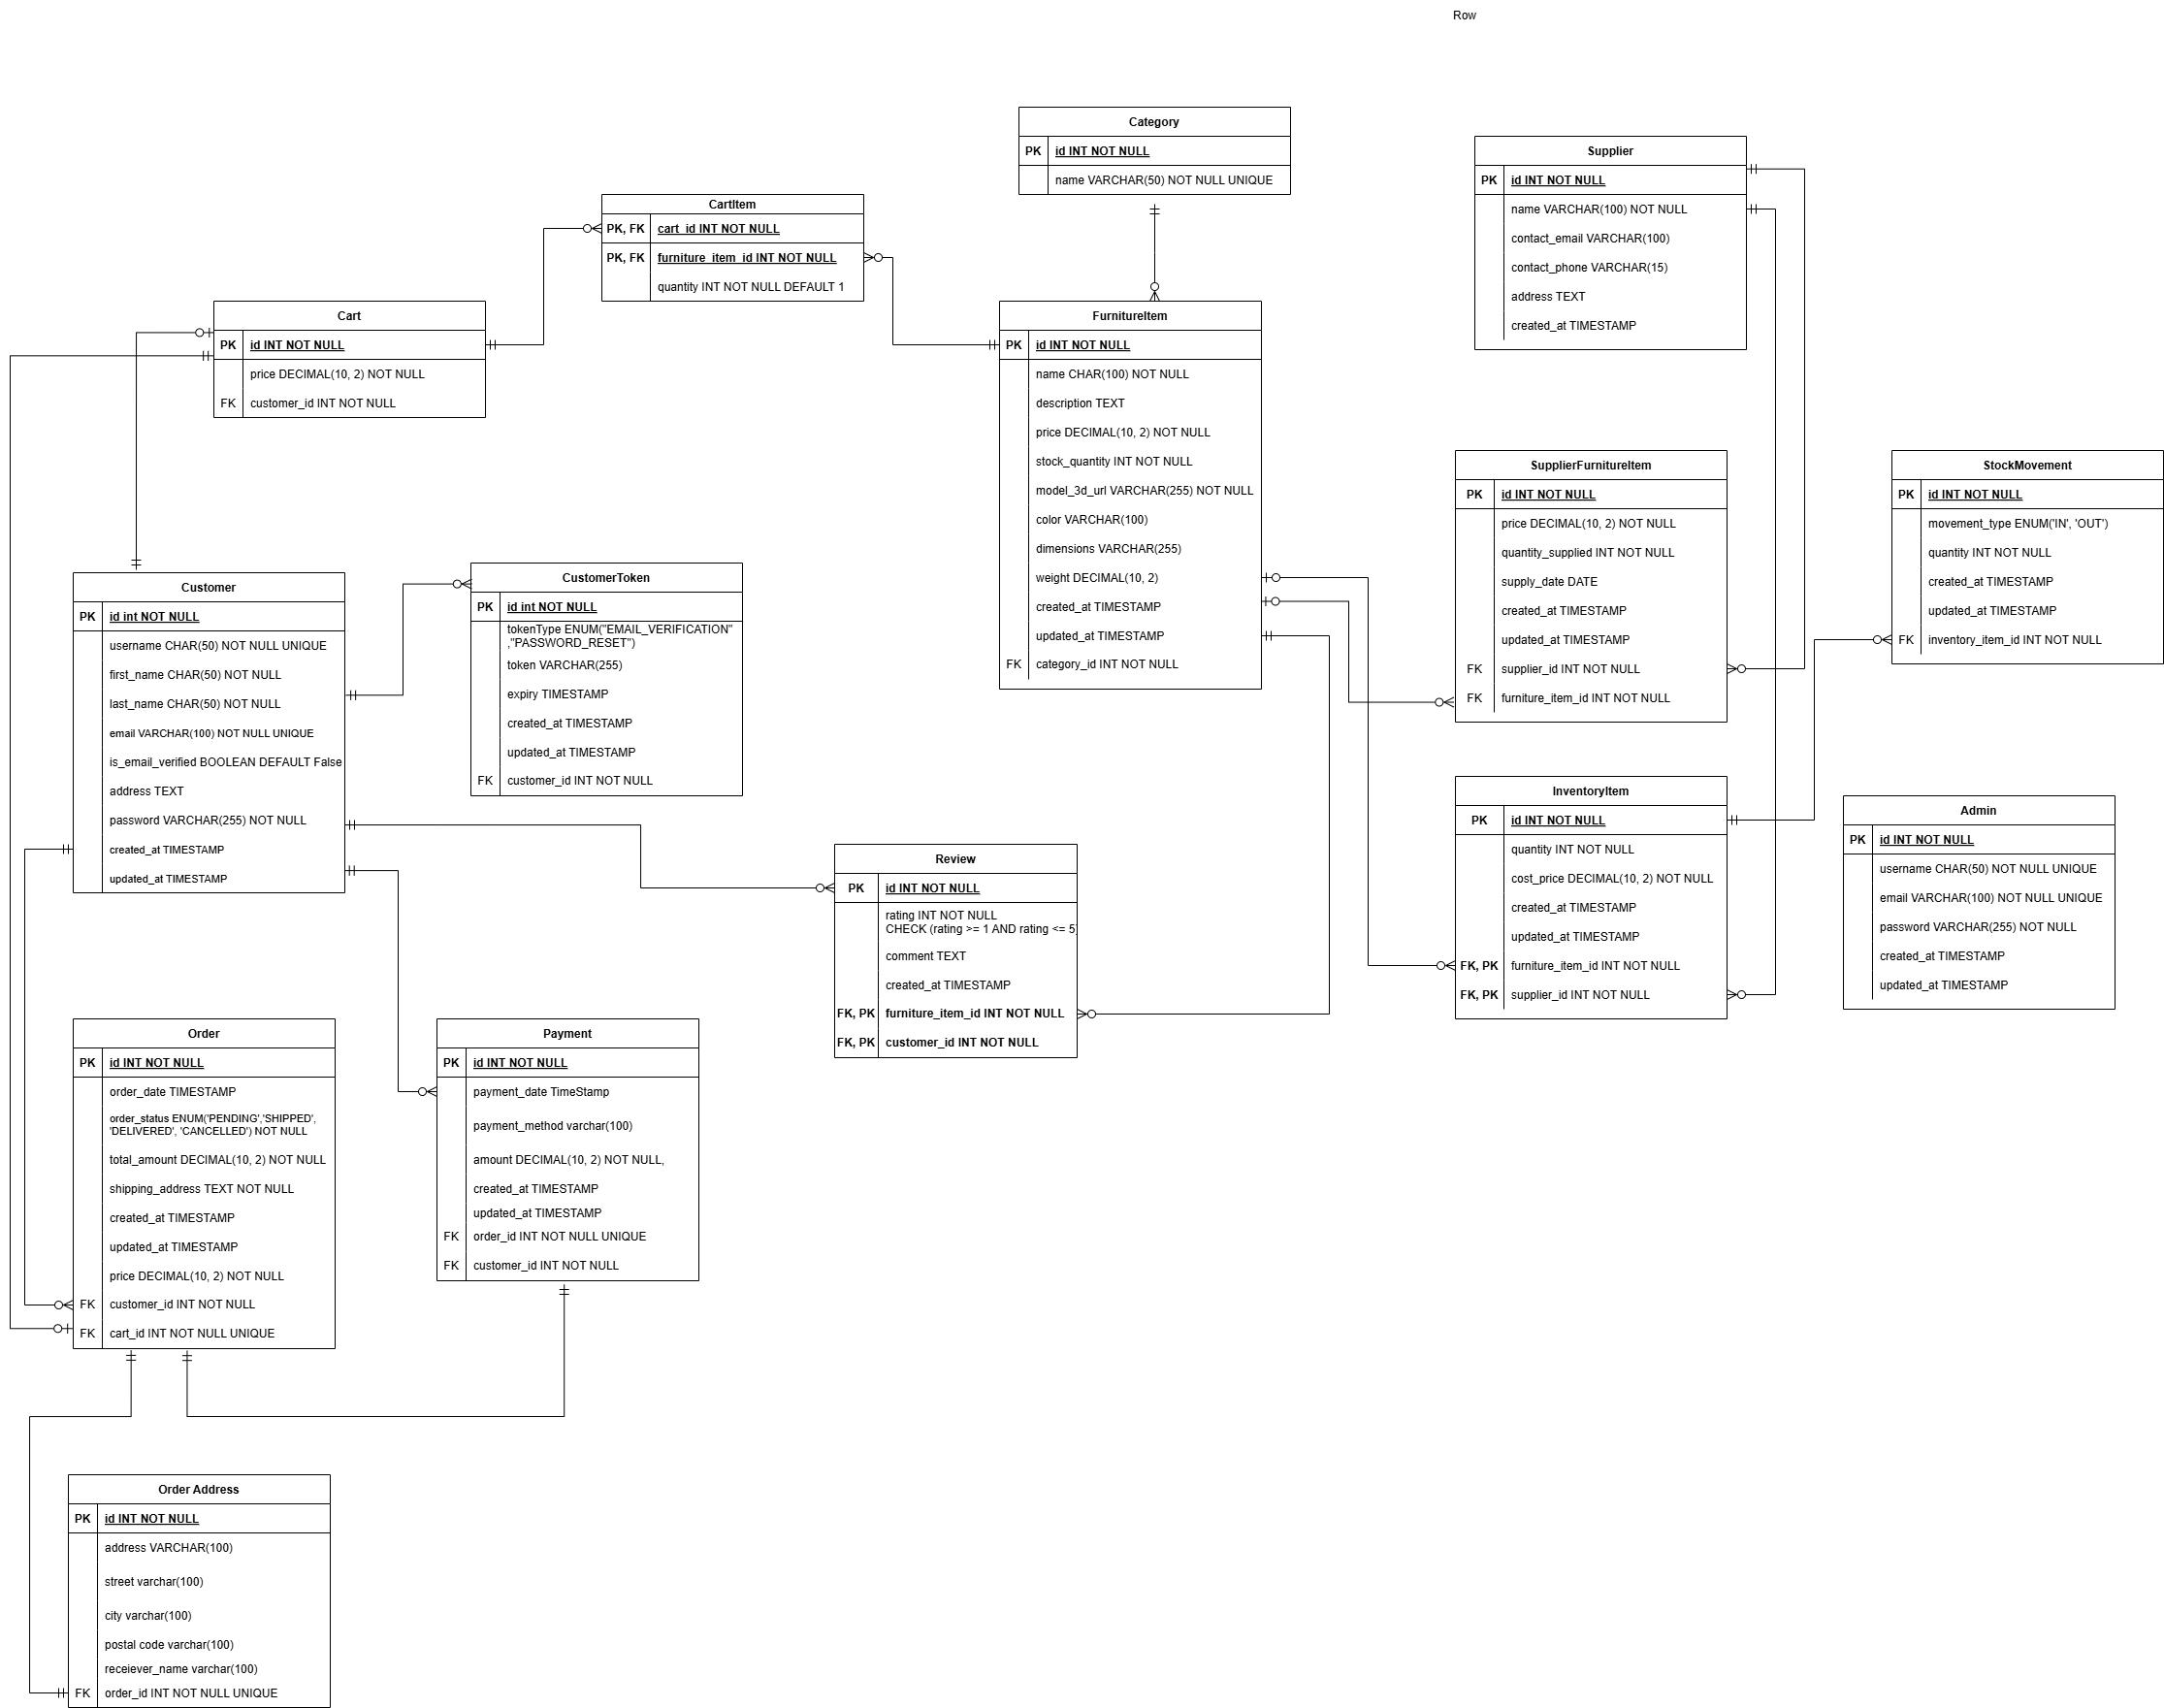 Row
Category
PK id INT NOT NULL
name VARCHAR(50) NOT NULL UNIQUE
Supplier
PK id INT NOT NULL
name VARCHAR(100) NOT NULL
contact_email VARCHAR(100)
contact_phone VARCHAR(15)
address TEXT
created_at TIMESTAMP
CartItem
PK, FK cart_id INT NOT NULL
PK, FK furniture_item_id INT NOT NULL
quantity INT NOT NULL DEFAULT 1
Cart
PK id INT NOT NULL
price DECIMAL(10, 2) NOT NULL
FK customer_id INT NOT NULL
FurnitureItem
PK id INT NOT NULL
name CHAR(100) NOT NULL
description TEXT
price DECIMAL(10, 2) NOT NULL
stock_quantity INT NOT NULL
model_3d_url VARCHAR(255) NOT NULL
color VARCHAR(100)
dimensions VARCHAR(255)
weight DECIMAL(10, 2)
created_at TIMESTAMP
updated_at TIMESTAMP
FK category_id INT NOT NULL
SupplierFurnitureItem
PK id INT NOT NULL
price DECIMAL(10, 2) NOT NULL
quantity_supplied INT NOT NULL
supply_date DATE
created_at TIMESTAMP
updated_at TIMESTAMP
FK supplier_id INT NOT NULL
FK furniture_item_id INT NOT NULL
StockMovement
PK id INT NOT NULL
movement_type ENUM('IN', 'OUT')
quantity INT NOT NULL
created_at TIMESTAMP
updated_at TIMESTAMP
FK inventory_item_id INT NOT NULL
Customer
PK id int NOT NULL
username CHAR(50) NOT NULL UNIQUE
first_name CHAR(50) NOT NULL
last_name CHAR(50) NOT NULL
email VARCHAR(100) NOT NULL UNIQUE
is_email_verified BOOLEAN DEFAULT False
address TEXT
password VARCHAR(255) NOT NULL
created_at TIMESTAMP
updated_at TIMESTAMP
CustomerToken
PK id int NOT NULL
tokenType ENUM("EMAIL_VERIFICATION"
,"PASSWORD_RESET")
token VARCHAR(255)
expiry TIMESTAMP
created_at TIMESTAMP
updated_at TIMESTAMP
FK customer_id INT NOT NULL
InventoryItem
PK id INT NOT NULL
quantity INT NOT NULL
cost_price DECIMAL(10, 2) NOT NULL
created_at TIMESTAMP
updated_at TIMESTAMP
FK, PK furniture_item_id INT NOT NULL
FK, PK supplier_id INT NOT NULL
Admin
PK id INT NOT NULL
username CHAR(50) NOT NULL UNIQUE
email VARCHAR(100) NOT NULL UNIQUE
password VARCHAR(255) NOT NULL
created_at TIMESTAMP
updated_at TIMESTAMP
Review
PK id INT NOT NULL
rating INT NOT NULL
CHECK (rating >= 1 AND rating <= 5)
comment TEXT
created_at TIMESTAMP
FK, PK furniture_item_id INT NOT NULL
FK, PK customer_id INT NOT NULL
Order
PK id INT NOT NULL
order_date TIMESTAMP
order_status ENUM('PENDING','SHIPPED',
'DELIVERED', 'CANCELLED') NOT NULL
total_amount DECIMAL(10, 2) NOT NULL
shipping_address TEXT NOT NULL
created_at TIMESTAMP
updated_at TIMESTAMP
price DECIMAL(10, 2) NOT NULL
FK customer_id INT NOT NULL
FK cart_id INT NOT NULL UNIQUE
Payment
PK id INT NOT NULL
payment_date TimeStamp
payment_method varchar(100)
amount DECIMAL(10, 2) NOT NULL,
created_at TIMESTAMP
updated_at TIMESTAMP
FK order_id INT NOT NULL UNIQUE
FK customer_id INT NOT NULL
Order Address
PK id INT NOT NULL
address VARCHAR(100)
street varchar(100)
city varchar(100)
postal code varchar(100)
receiever_name varchar(100)
FK order_id INT NOT NULL UNIQUE